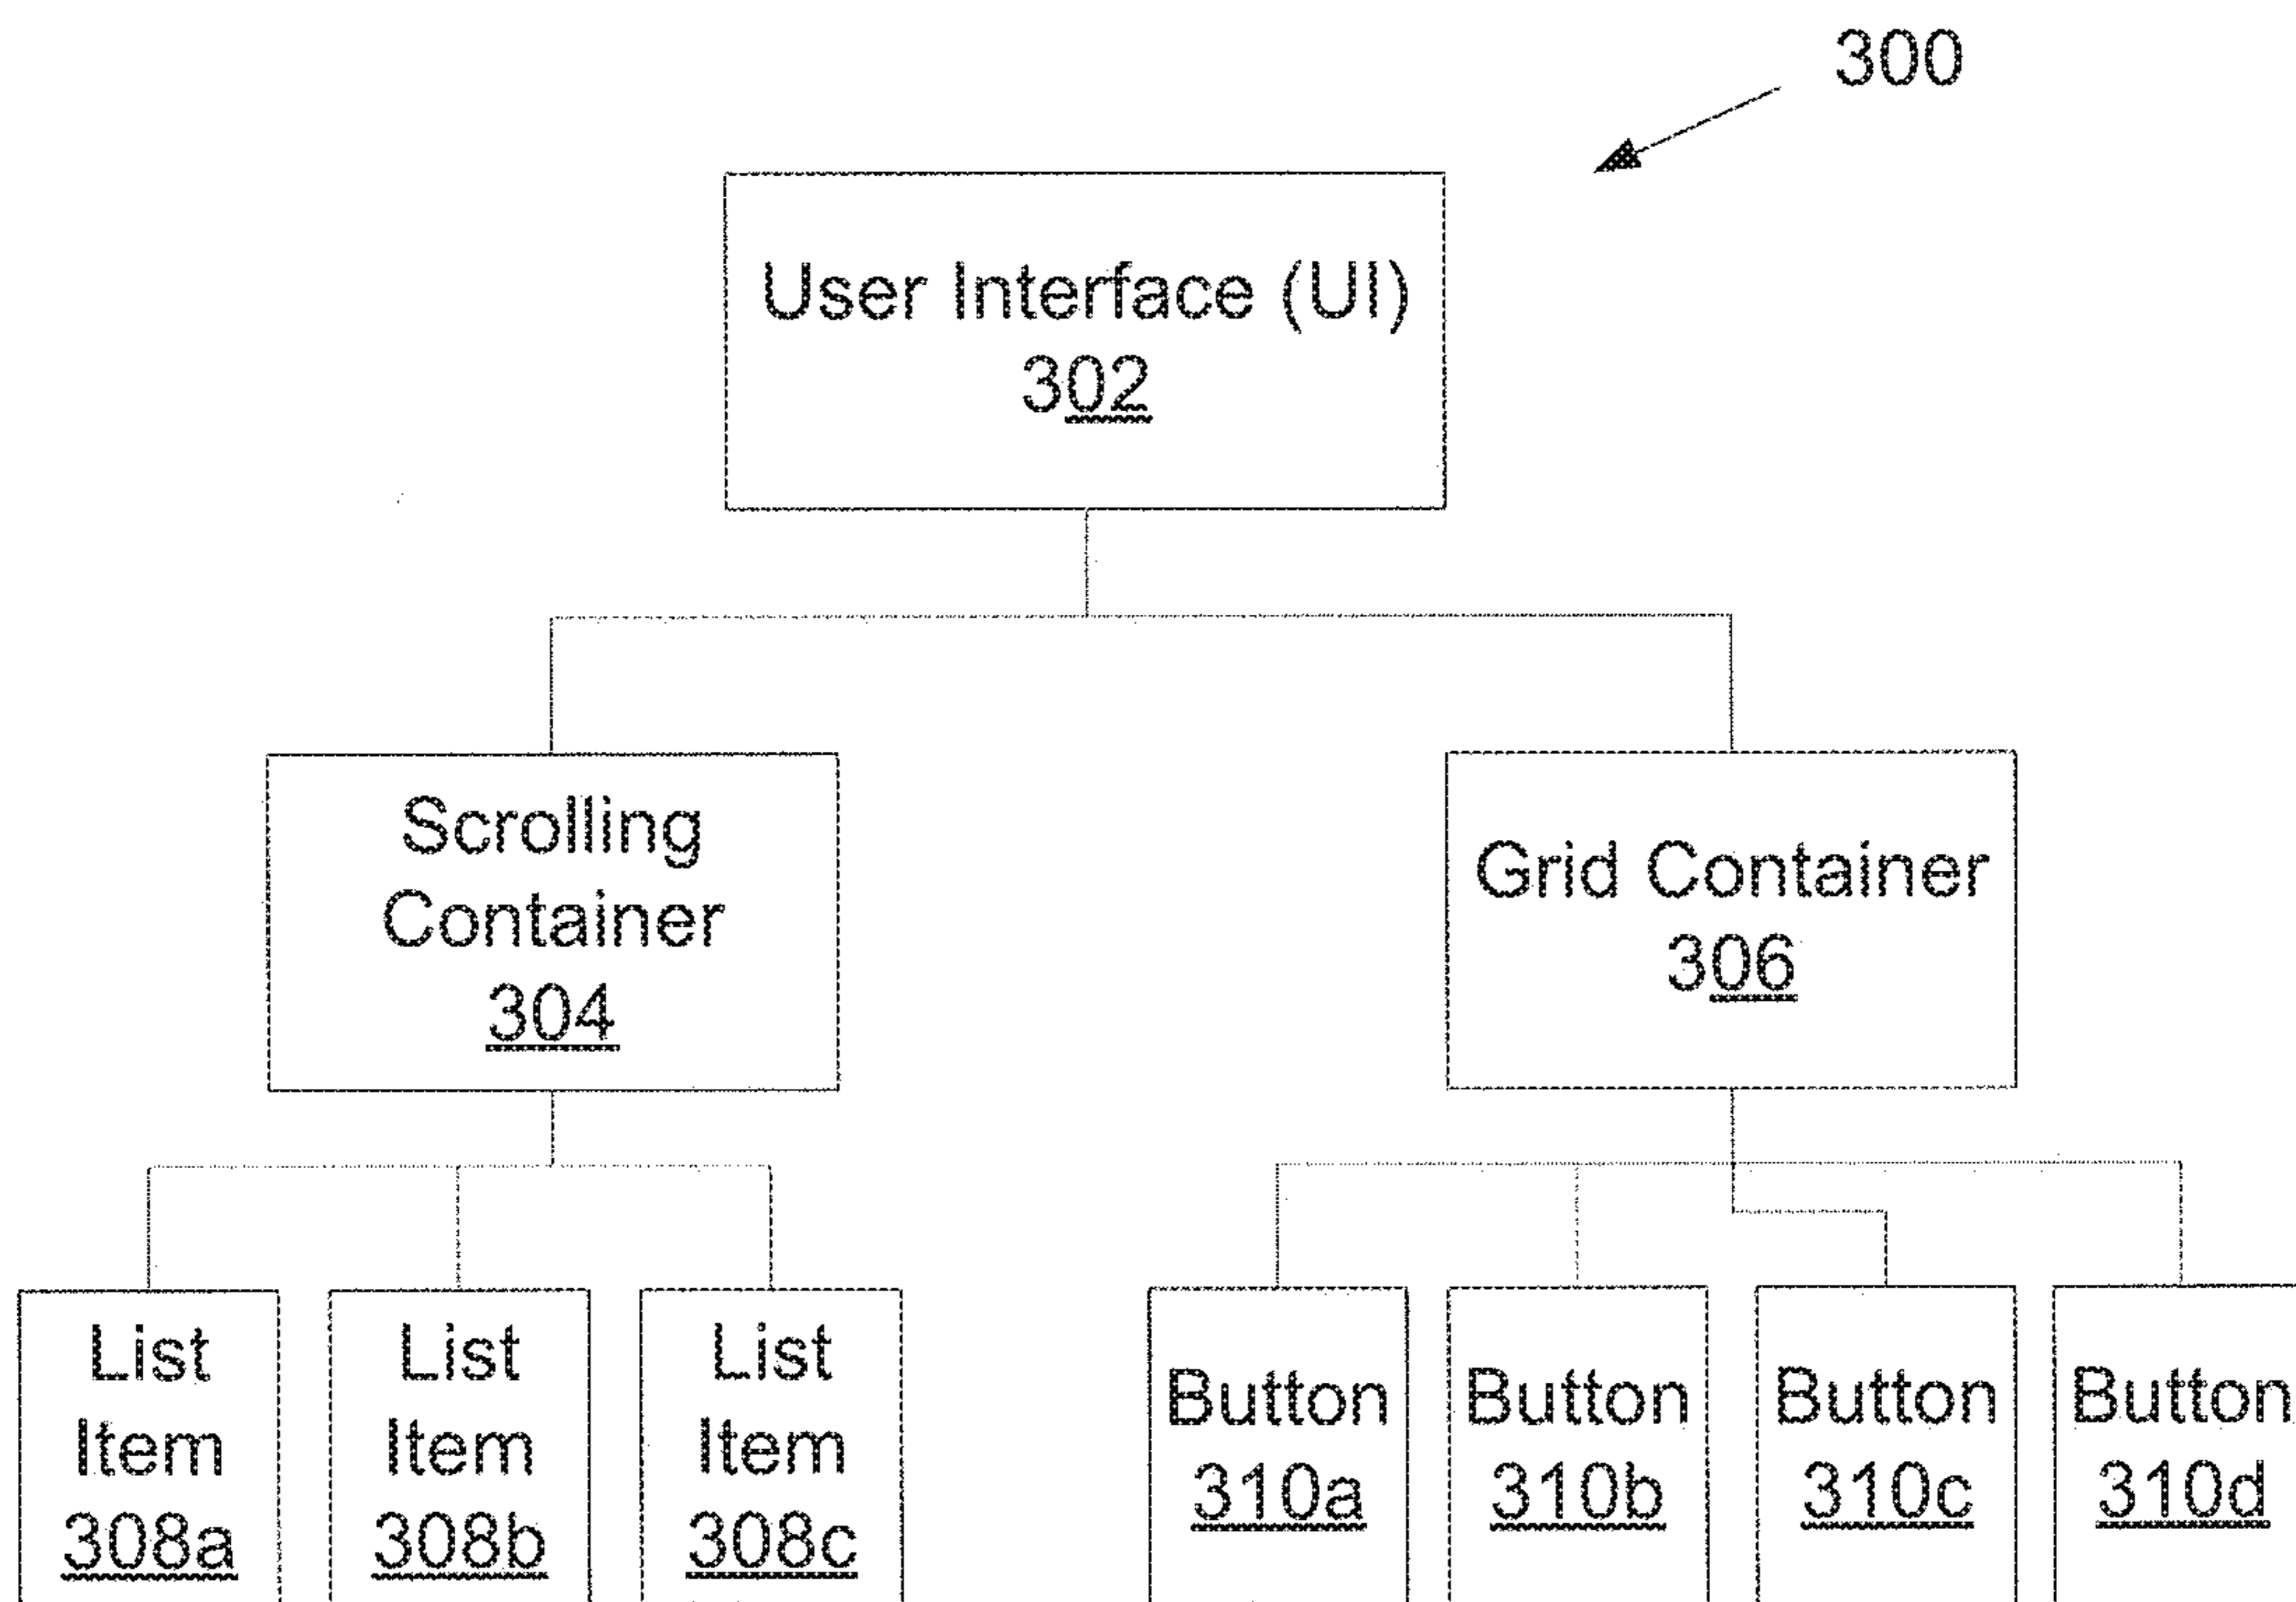 300
User Interface (UI)
302
Scrolling
Container
304
Grid Container
306
List
Item
308a
List
Item
308b
List
Item
308c
Button
310a
Button
310b
Button
310c
Button
310d